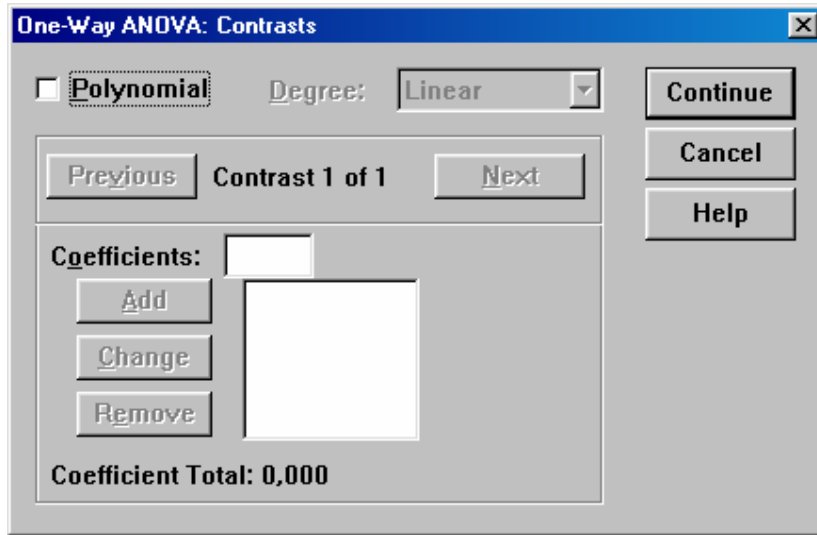 One-Way ANOVA: Contrasts
Polynomial Degree: Linear
Continue
Previous Contrast 1 of 1 Next
Cancel
Help
Coefficients:
Add
Change
Remove
Coefficient Total: 0,000